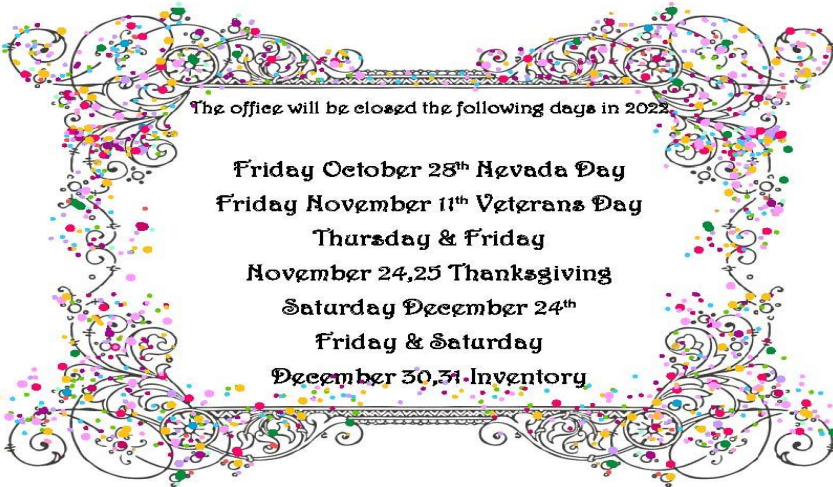 The office will be closed the following days in 2022
Friday October 28th Nevada Day
Friday November 11th Veterans Day
Thursday & Friday
November 24,25 Thanksgiving
Saturday December 24th
Friday & Saturday
December 30,31 Inventory